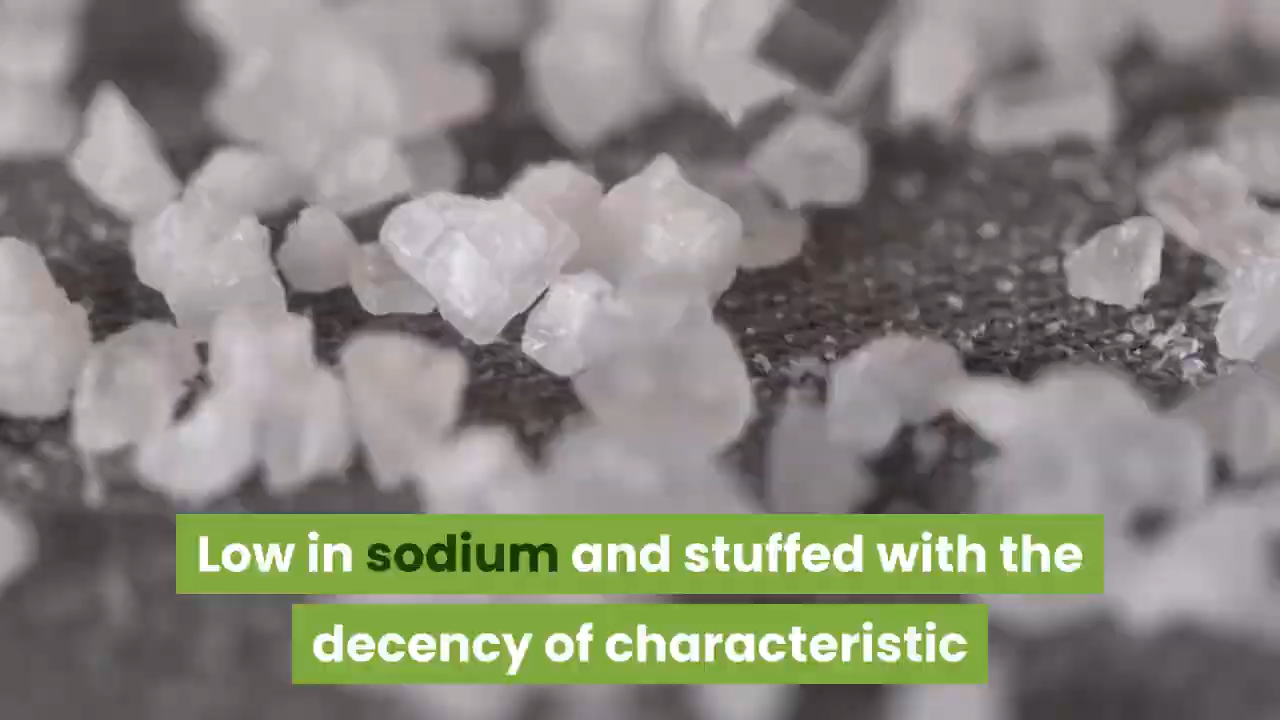 Low in sodium and stuffed with the
decency of characteristic